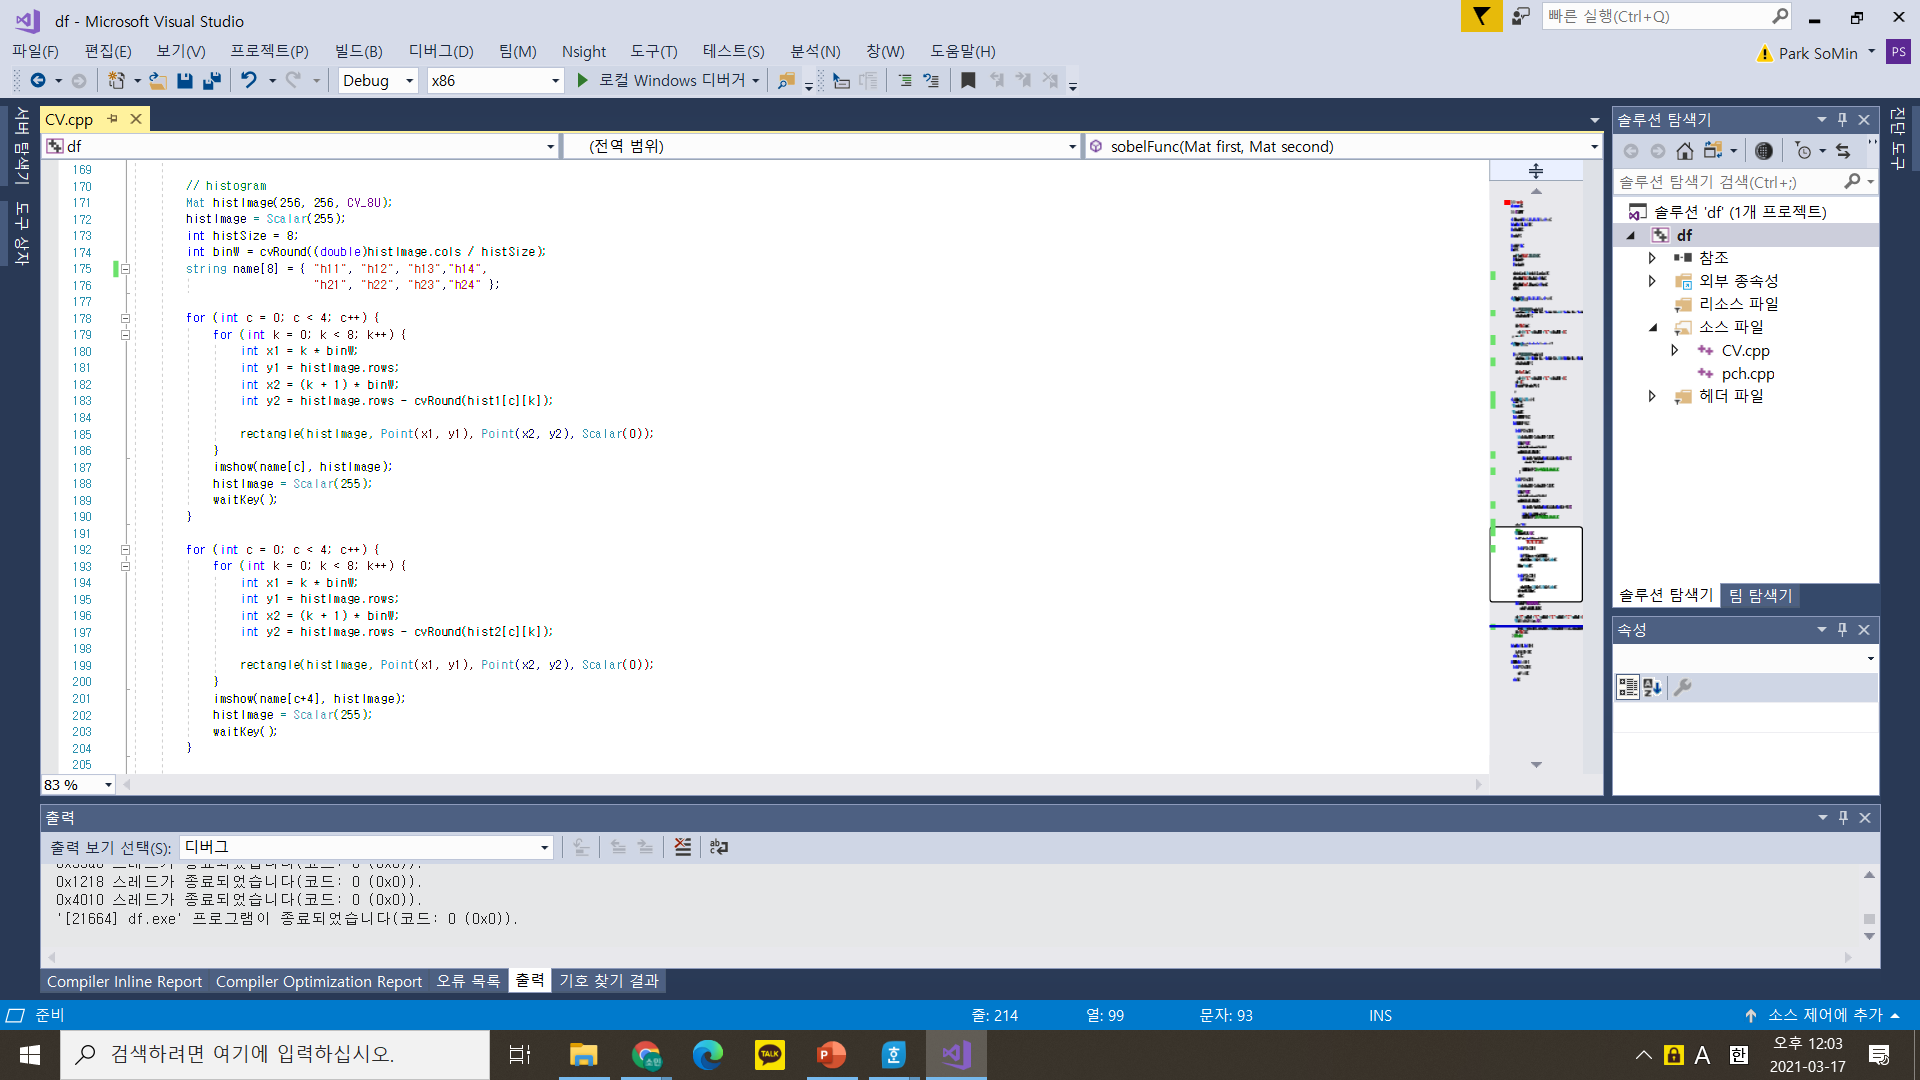 df - Microsoft Visual Studio
빠른 실행(Ctrl+Q)
파일(F) 편집(E) 보기(V) 프로젝트(P) 빌드(B) 디버그(D) 팀(M) Nsight 도구(T) 테스트(S) 분석(N) 창(W) 도움말(H)
Park SoMin PS
Debug x86 로컬 Windows 디버거
서버 탐색기
도구 상자
CV.cpp
df (전역 범위) sobelFunc(Mat first, Mat second)
169
170 // histogram
171 Mat histImage(256, 256, CV_8U);
172 histImage = Scalar(255);
173 int histSize = 8;
174 int binW = cvRound((double)histImage.cols / histSize);
175 string name[8] = { "h11", "h12", "h13","h14",
176 "h21", "h22", "h23","h24" };
177
178 for (int c = 0; c < 4; c++) {
179 for (int k = 0; k < 8; k++) {
180 int x1 = k * binW;
181 int y1 = histImage.rows;
182 int x2 = (k + 1) * binW;
183 int y2 = histImage.rows - cvRound(hist1[c][k]);
184
185 rectangle(histImage, Point(x1, y1), Point(x2, y2), Scalar(0));
186 }
187 imshow(name[c], histImage);
188 histImage = Scalar(255);
189 waitKey();
190 }
191
192 for (int c = 0; c < 4; c++) {
193 for (int k = 0; k < 8; k++) {
194 int x1 = k * binW;
195 int y1 = histImage.rows;
196 int x2 = (k + 1) * binW;
197 int y2 = histImage.rows - cvRound(hist2[c][k]);
198
199 rectangle(histImage, Point(x1, y1), Point(x2, y2), Scalar(0));
200 }
201 imshow(name[c+4], histImage);
202 histImage = Scalar(255);
203 waitKey();
204 }
205
83 %
솔루션 탐색기
솔루션 탐색기 검색(Ctrl+;)
솔루션 'df' (1개 프로젝트)
df
참조
외부 종속성
리소스 파일
소스 파일
CV.cpp
pch.cpp
헤더 파일
솔루션 탐색기 팀 탐색기
속성
진단 도구
출력
출력 보기 선택(S): 디버그
0x1218 스레드가 종료되었습니다(코드: 0 (0x0)).
0x4010 스레드가 종료되었습니다(코드: 0 (0x0)).
'[21664] df.exe' 프로그램이 종료되었습니다(코드: 0 (0x0)).
Compiler Inline Report Compiler Optimization Report 오류 목록 출력 기호 찾기 결과
준비 줄: 214 열: 99 문자: 93 INS 소스 제어에 추가
검색하려면 여기에 입력하십시오.
소민 TALK P 호
A 한
오후 12:03
2021-03-17